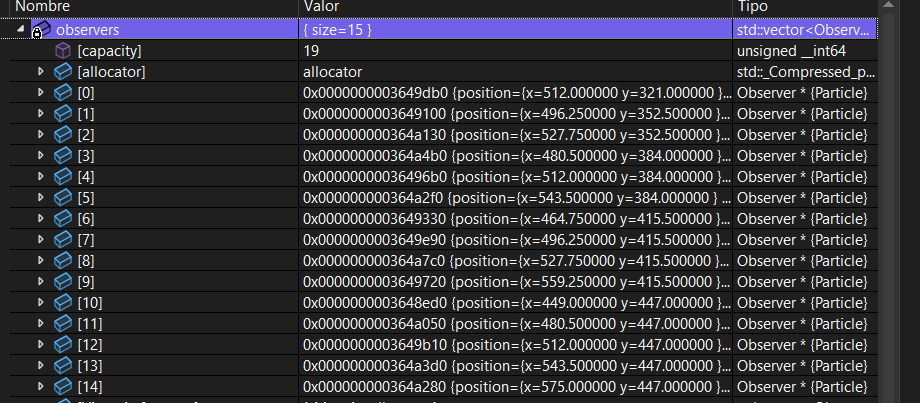 Nombre Valor Tipo
observers { size=15 } std::vector<Observ...
[capacity] 19 unsigned __int64
[allocator] allocator std::_Compressed_p...
[0] 0x0000000003649db0 {position={x=512.000000 y=321.000000 }... Observer * {Particle}
[1] 0x0000000003649100 {position={x=496.250000 y=352.500000 }... Observer * {Particle}
[2] 0x000000000364a130 {position={x=527.750000 y=352.500000 }... Observer * {Particle}
[3] 0x000000000364a4b0 {position={x=480.500000 y=384.000000 }... Observer * {Particle}
[4] 0x00000000036496b0 {position={x=512.000000 y=384.000000 }... Observer * {Particle}
[5] 0x000000000364a2f0 {position={x=543.500000 y=384.000000 } ... Observer * {Particle}
[6] 0x0000000003649330 {position={x=464.750000 y=415.500000 }... Observer * {Particle}
[7] 0x0000000003649e90 {position={x=496.250000 y=415.500000 }... Observer * {Particle}
[8] 0x000000000364a7c0 {position={x=527.750000 y=415.500000 }... Observer * {Particle}
[9] 0x0000000003649720 {position={x=559.250000 y=415.500000 }... Observer * {Particle}
[10] 0x0000000003648ed0 {position={x=449.000000 y=447.000000 }... Observer * {Particle}
[11] 0x000000000364a050 {position={x=480.500000 y=447.000000 }... Observer * {Particle}
[12] 0x0000000003649b10 {position={x=512.000000 y=447.000000 }... Observer * {Particle}
[13] 0x000000000364a3d0 {position={x=543.500000 y=447.000000 }... Observer * {Particle}
[14] 0x000000000364a280 {position={x=575.000000 y=447.000000 }... Observer * {Particle}